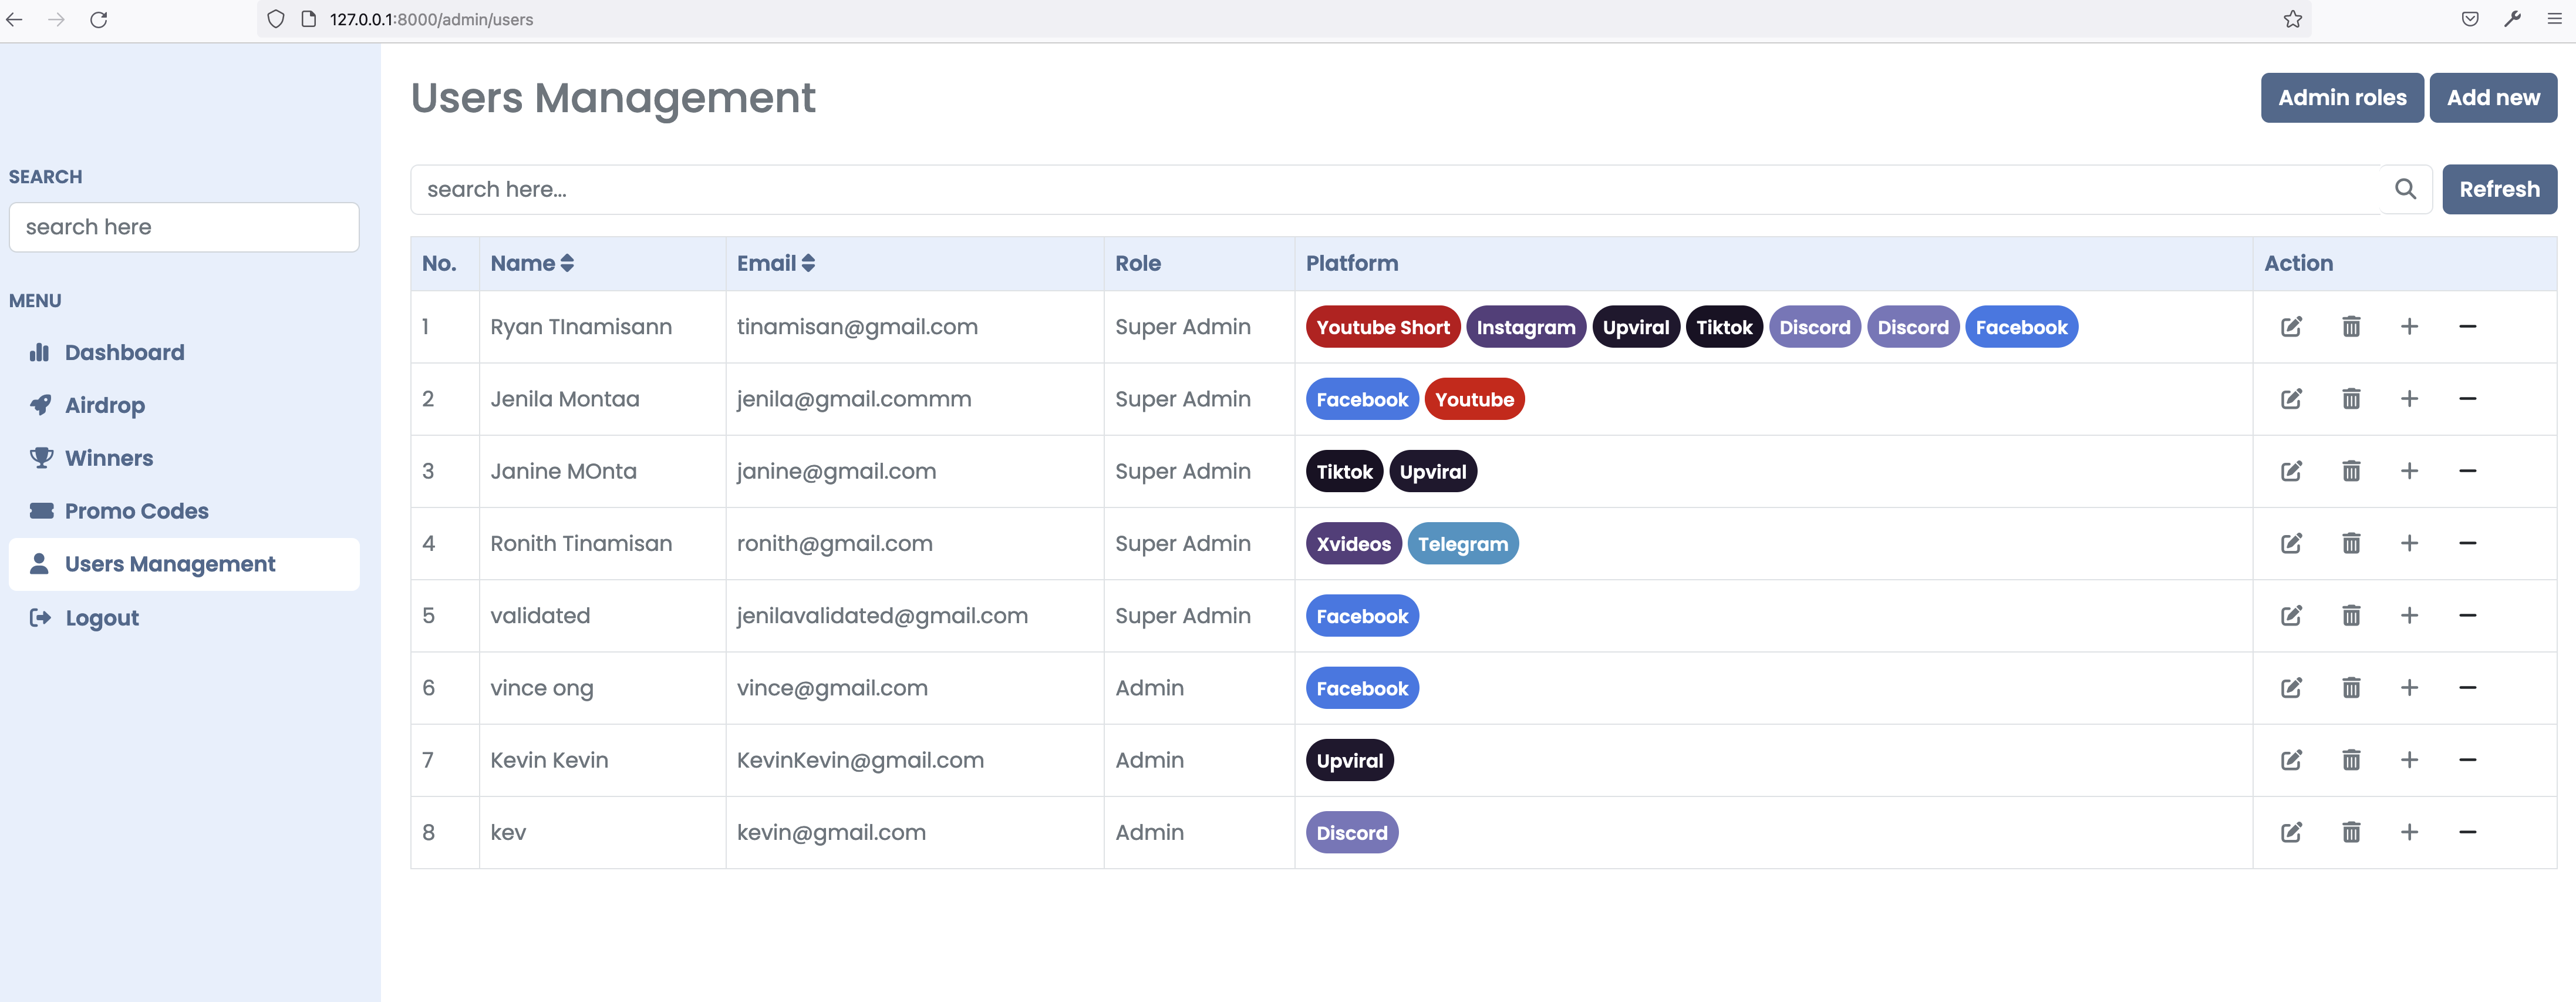 127.0.0.1:8000/admin/users
SEARCH
search here
MENU
Dashboard
Airdrop
Winners
Promo Codes
Users Management
Logout
Users Management
Admin roles Add new
search here... Refresh
No. Name Email Role Platform Action
1 Ryan TInamisann tinamisan@gmail.com Super Admin Youtube Short Instagram Upviral Tiktok Discord Discord Facebook
2 Jenila Montaa jenila@gmail.commm Super Admin Facebook Youtube
3 Janine MOnta janine@gmail.com Super Admin Tiktok Upviral
4 Ronith Tinamisan ronith@gmail.com Super Admin Xvideos Telegram
5 validated jenilavalidated@gmail.com Super Admin Facebook
6 vince ong vince@gmail.com Admin Facebook
7 Kevin Kevin KevinKevin@gmail.com Admin Upviral
8 kev kevin@gmail.com Admin Discord